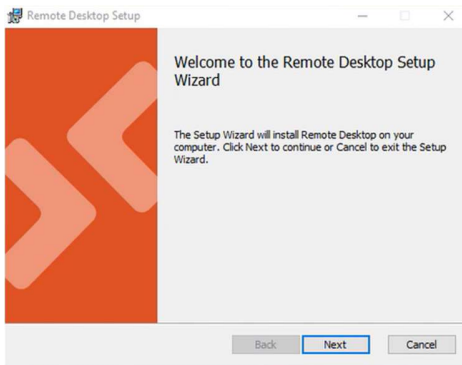 Remote Desktop Setup
Welcome to the Remote Desktop Setup
Wizard
The Setup Wizard will install Remote Desktop on your
computer. Click Next to continue or Cancel to exit the Setup
Wizard.
Back Next Cancel